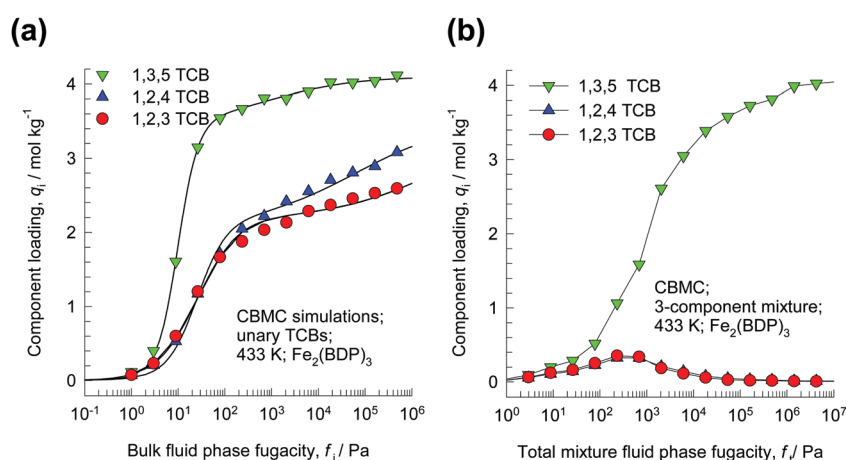 (a)
1,3,5 TCB
1,2,4 TCB
1,2,3 TCB
Component loading, qᵢ / mol kg⁻¹
4
3
2
1
0
CBMC simulations;
unary TCBs;
433 K; Fe₂(BDP)₃
10⁻¹ 10⁰ 10¹ 10² 10³ 10⁴ 10⁵ 10⁶
Bulk fluid phase fugacity, fᵢ / Pa
(b)
1,3,5 TCB
1,2,4 TCB
1,2,3 TCB
Component loading, qᵢ / mol kg⁻¹
4
3
2
1
0
CBMC;
3-component mixture;
433 K; Fe₂(BDP)₃
10⁰ 10¹ 10² 10³ 10⁴ 10⁵ 10⁶ 10⁷
Total mixture fluid phase fugacity, fₜ/ Pa